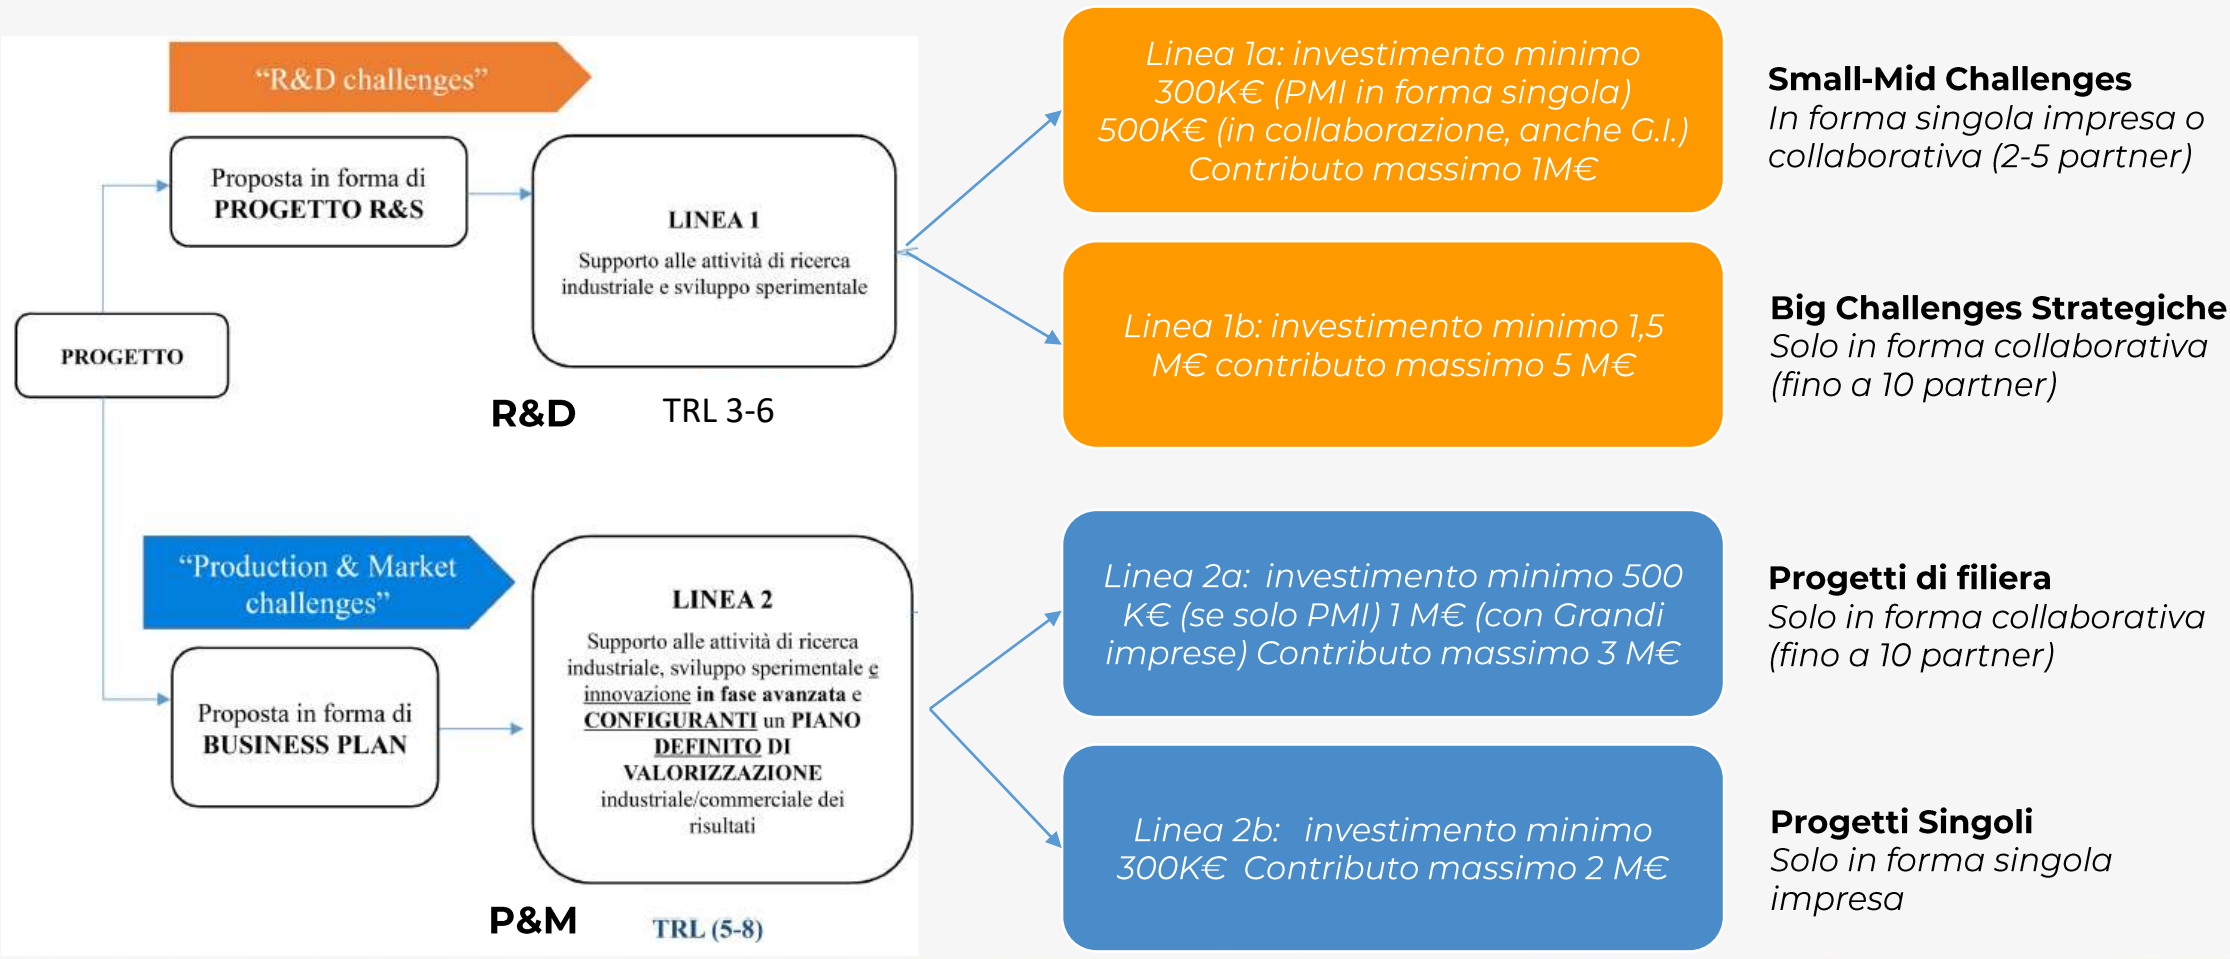 “R&D challenges”
Proposta in forma di
PROGETTO R&S
LINEA 1
Supporto alle attività di ricerca
industriale e sviluppo sperimentale
PROGETTO
R&D
TRL 3-6
Linea 1a: investimento minimo
300K€ (PMI in forma singola)
500K€ (in collaborazione, anche G.I.)
Contributo massimo 1M€
Small-Mid Challenges
In forma singola impresa o
collaborativa (2-5 partner)
Linea 1b: investimento minimo 1,5
M€ contributo massimo 5 M€
Big Challenges Strategiche
Solo in forma collaborativa
(fino a 10 partner)
“Production & Market
challenges”
Proposta in forma di
BUSINESS PLAN
LINEA 2
Supporto alle attività di ricerca
industriale, sviluppo sperimentale e
innovazione in fase avanzata e
CONFIGURANTI un PIANO
DEFINITO DI
VALORIZZAZIONE
industriale/commerciale dei
risultati
P&M
TRL (5-8)
Linea 2a: investimento minimo 500
K€ (se solo PMI) 1 M€ (con Grandi
imprese) Contributo massimo 3 M€
Progetti di filiera
Solo in forma collaborativa
(fino a 10 partner)
Linea 2b: investimento minimo
300K€ Contributo massimo 2 M€
Progetti Singoli
Solo in forma singola
impresa